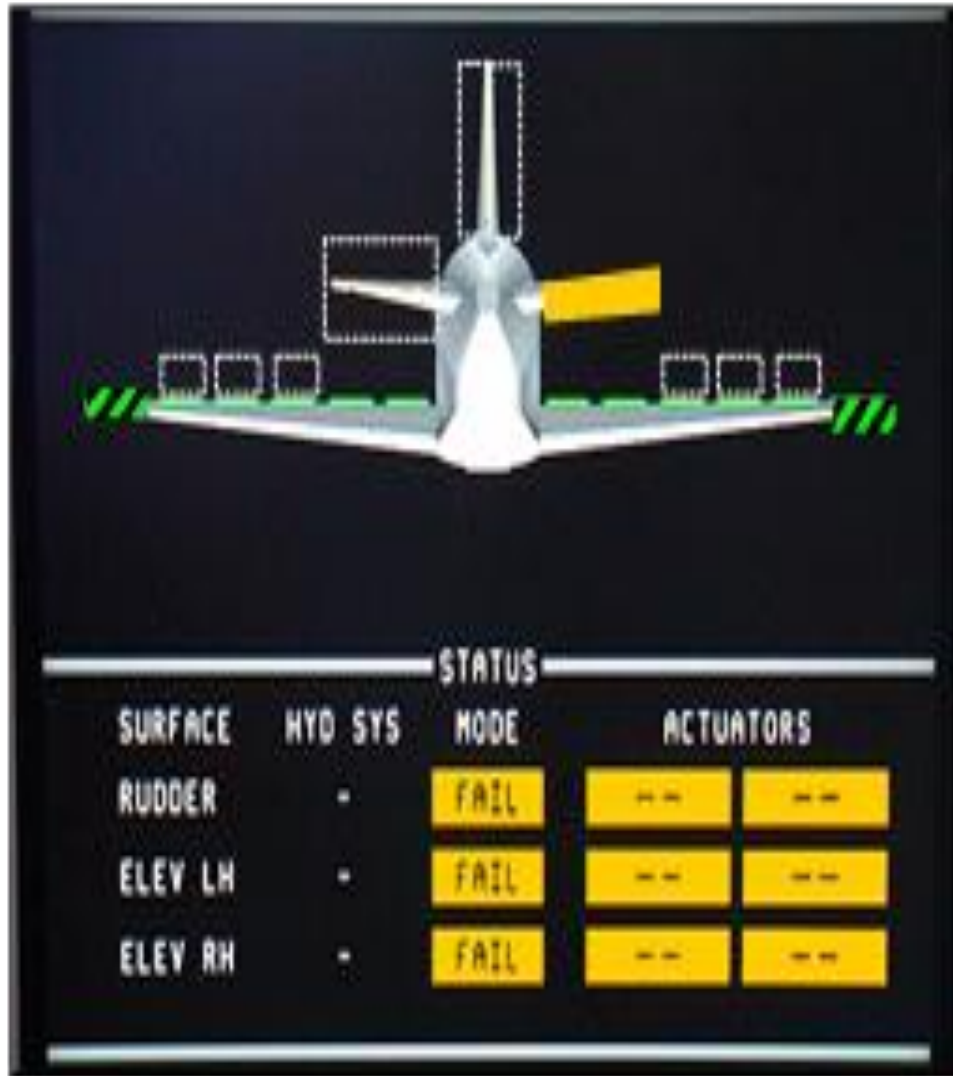 STATUS
SURFACE HYD SYS MODE ACTUATORS
RUDDER - FAIL -- --
ELEV LH - FAIL -- --
ELEV RH - FAIL -- --